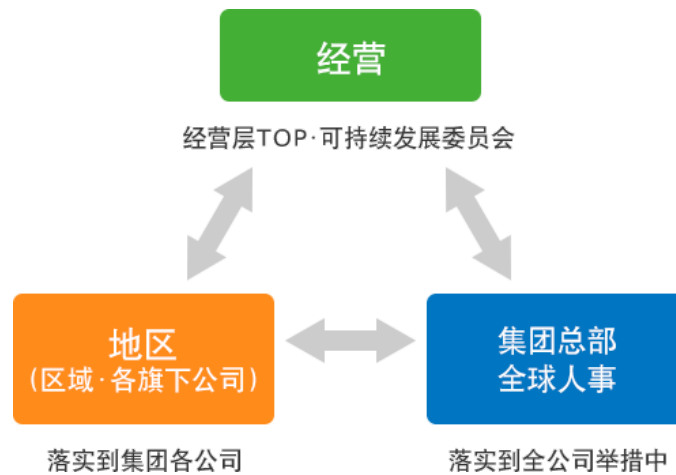 经营
经营层TOP·可持续发展委员会
地区
(区域·各旗下公司)
集团总部
全球人事
落实到集团各公司
落实到全公司举措中